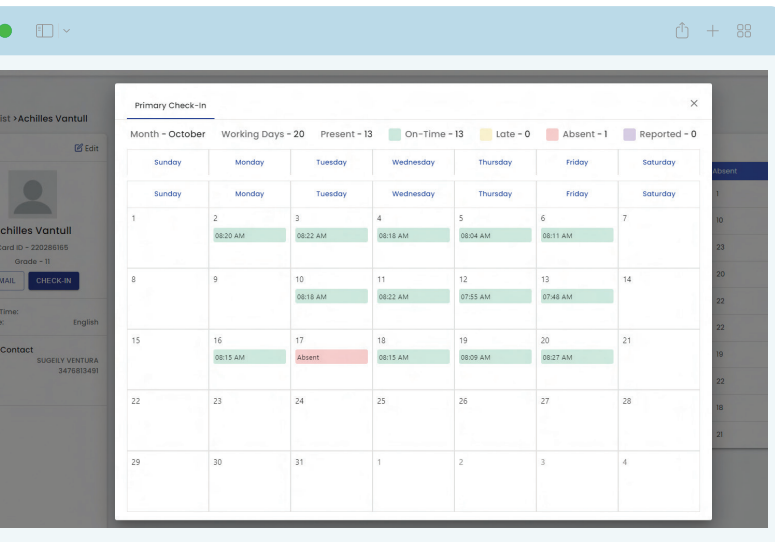 ist >Achilles Vantull
Edit
chilles Vantull
ard ID - 220288165
Grade - 11
MAIL CHECK-IN
Time:
English
Contact
SUGEILY VENTURA
3476813491
Primary Check-In
Month - October Working Days - 20 Present - 13 On-Time - 13 Late - 0 Absent - 1 Reported - 0
Sunday Monday Tuesday Wednesday Thursday Friday Saturday
Sunday Monday Tuesday Wednesday Thursday Friday Saturday
1 2 3 4 5 6 7
08:20 AM 08:22 AM 08:18 AM 08:04 AM 08:11 AM
8 9 10 11 12 13 14
08:18 AM 08:22 AM 07:55 AM 07:48 AM
15 16 17 18 19 20 21
08:15 AM Absent 08:15 AM 08:09 AM 08:27 AM
22 23 24 25 26 27 28
29 30 31 1 2 3 4
Absent
1
10
23
20
22
22
19
22
18
21